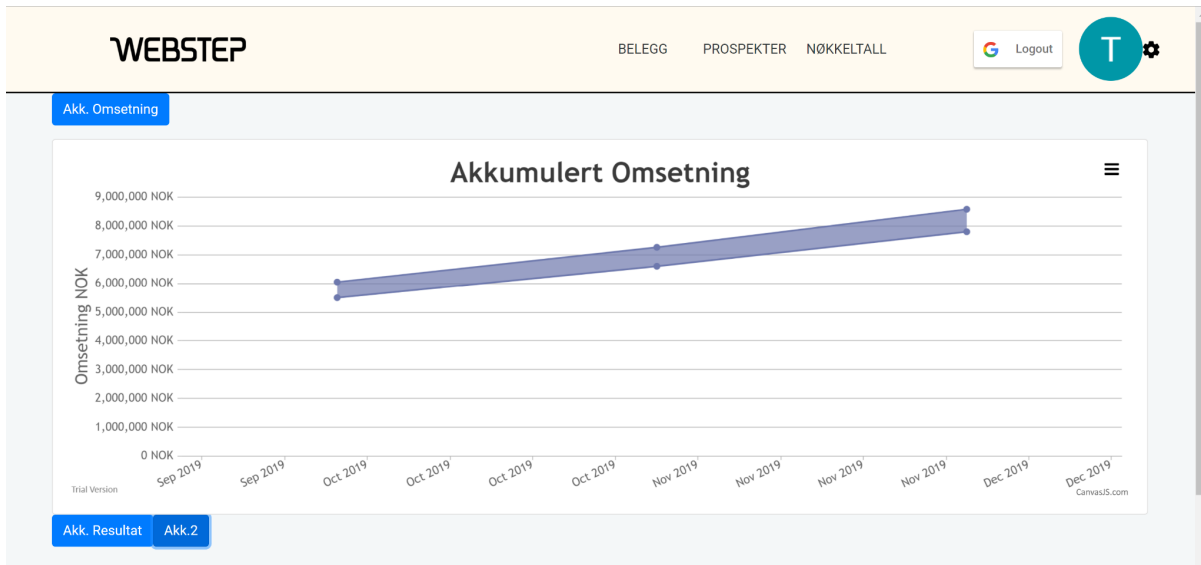 WEBSTEP
BELEGG PROSPEKTER NØKKELTALL
Logout
T
Akk. Omsetning
Akkumulert Omsetning
Omsetning NOK
9,000,000 NOK
8,000,000 NOK
7,000,000 NOK
6,000,000 NOK
5,000,000 NOK
4,000,000 NOK
3,000,000 NOK
2,000,000 NOK
1,000,000 NOK
0 NOK
Sep 2019 Sep 2019 Oct 2019 Oct 2019 Oct 2019 Oct 2019 Nov 2019 Nov 2019 Nov 2019 Nov 2019 Dec 2019 Dec 2019
Trial Version
CanvasJS.com
Akk. Resultat Akk.2